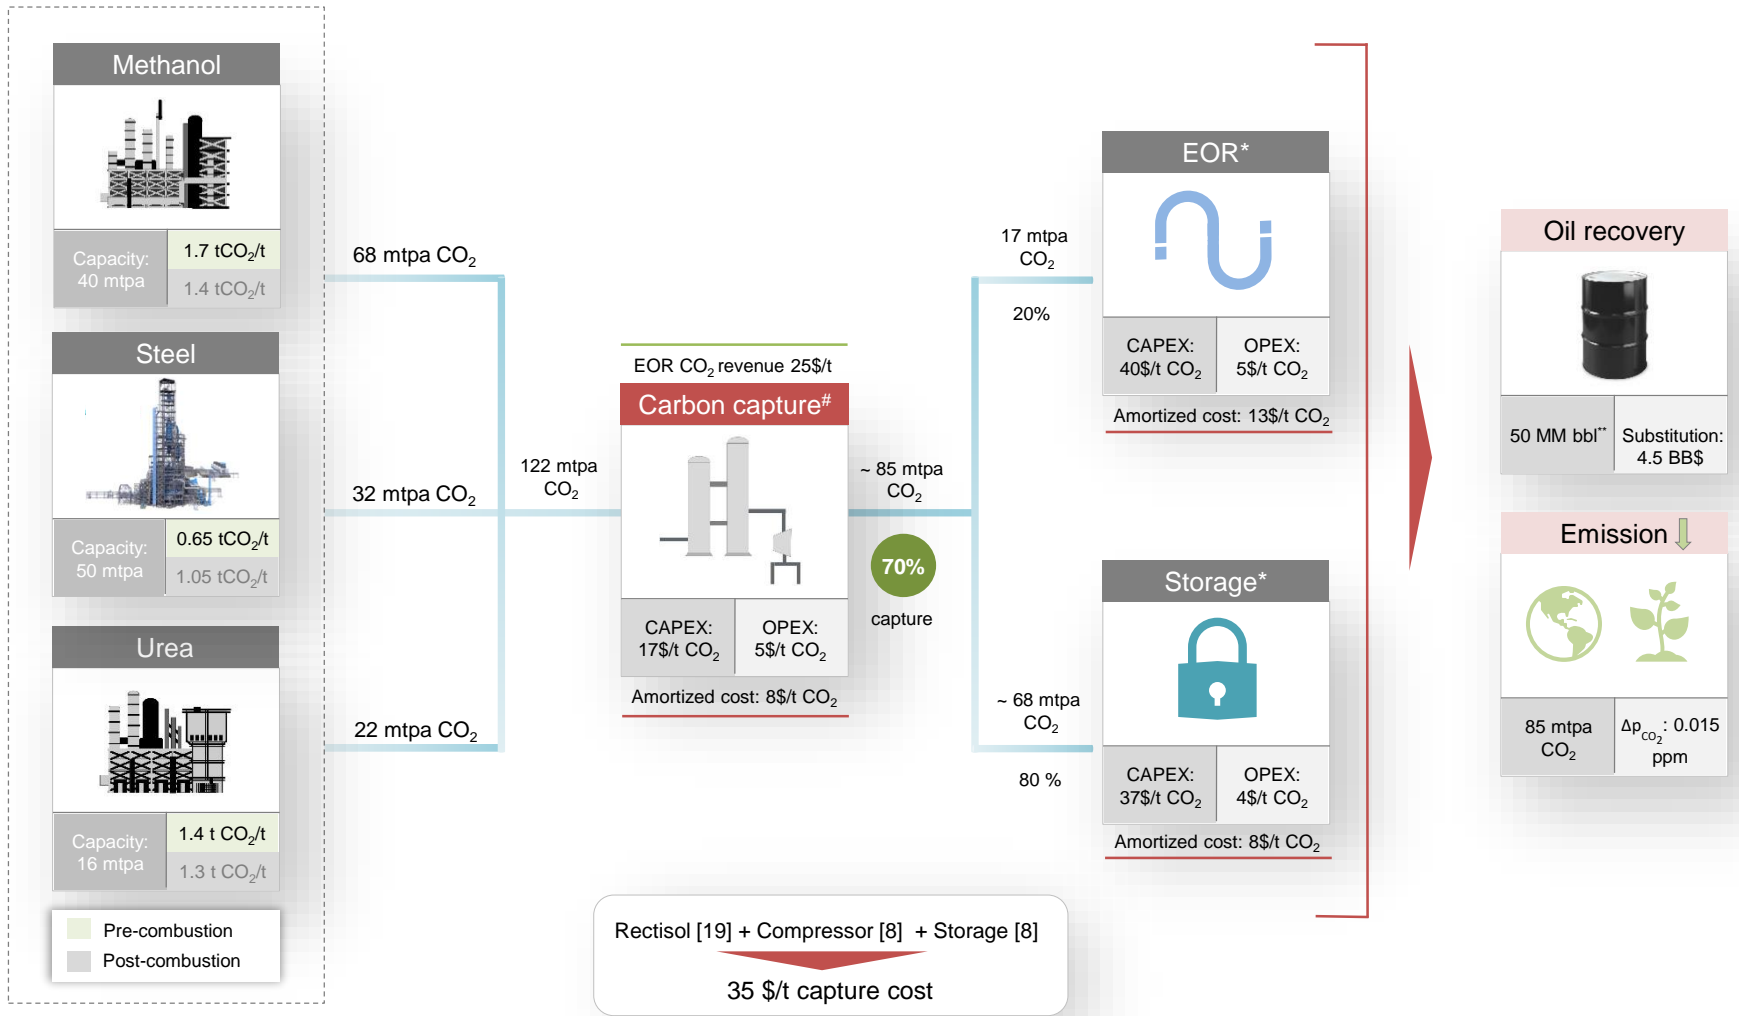 Methanol
Capacity:
40 mtpa
1.7 tCO₂/t
1.4 tCO₂/t
Steel
Capacity:
50 mtpa
0.65 tCO₂/t
1.05 tCO₂/t
Urea
Capacity:
16 mtpa
1.4 t CO₂/t
1.3 t CO₂/t
Pre-combustion
Post-combustion
68 mtpa CO₂
32 mtpa CO₂
22 mtpa CO₂
122 mtpa
CO₂
EOR CO₂ revenue 25$/t
Carbon capture#
CAPEX:
17$/t CO₂
OPEX:
5$/t CO₂
Amortized cost: 8$/t CO₂
~ 85 mtpa
CO₂
70%
capture
17 mtpa
CO₂
20%
~ 68 mtpa
CO₂
80 %
EOR*
CAPEX:
40$/t CO₂
OPEX:
5$/t CO₂
Amortized cost: 13$/t CO₂
Storage*
CAPEX:
37$/t CO₂
OPEX:
4$/t CO₂
Amortized cost: 8$/t CO₂
Rectisol [19] + Compressor [8] + Storage [8]
35 $/t capture cost
Oil recovery
50 MM bbl**
Substitution:
4.5 BB$
Emission
85 mtpa
CO₂
Δp CO₂: 0.015
ppm